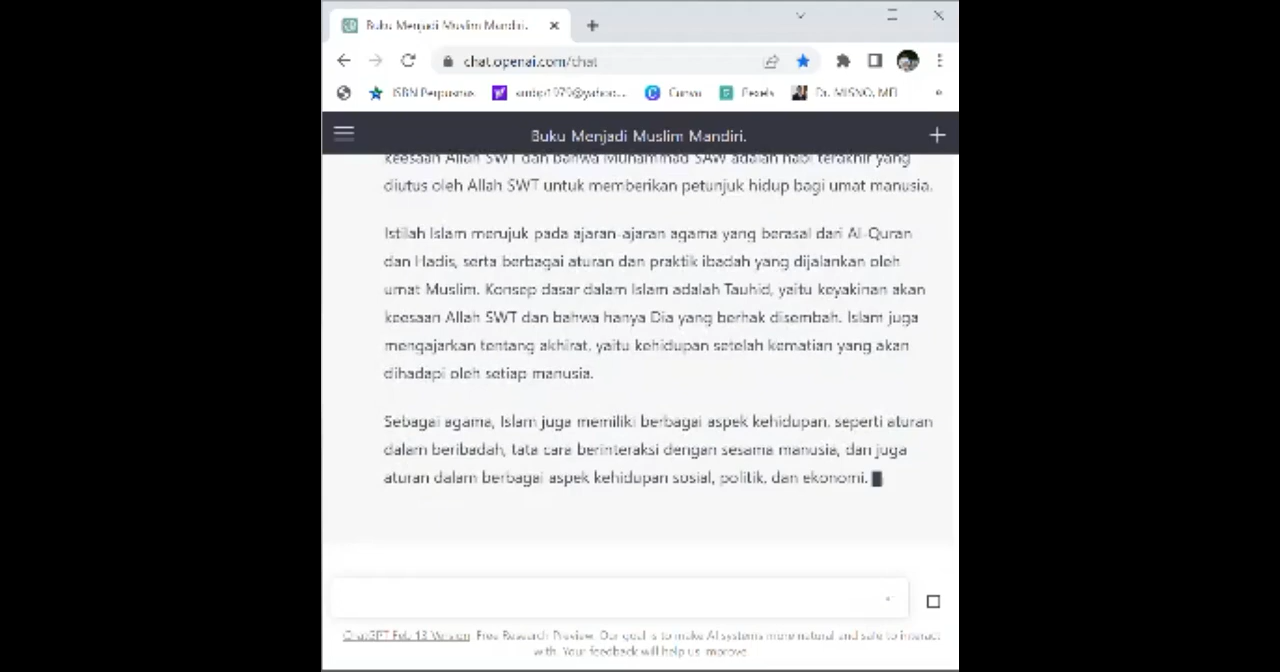 Buku Menjadi Muslim Mandiri.
chat.openai.com/chat
ISBN Perpusnas
Canva
Pexels
Dr. MISNO, MEI
Buku Menjadi Muslim Mandiri.
keesaan Allah SWT dan bahwa Muhammad SAW adalah nabi terakhir yang
diutus oleh Allah SWT untuk memberikan petunjuk hidup bagi umat manusia.
Istilah Islam merujuk pada ajaran-ajaran agama yang berasal dari Al-Quran
dan Hadis, serta berbagai aturan dan praktik ibadah yang dijalankan oleh
umat Muslim. Konsep dasar dalam Islam adalah Tauhid, yaitu keyakinan akan
keesaan Allah SWT dan bahwa hanya Dia yang berhak disembah. Islam juga
mengajarkan tentang akhirat, yaitu kehidupan setelah kematian yang akan
dihadapi oleh setiap manusia.
Sebagai agama, Islam juga memiliki berbagai aspek kehidupan, seperti aturan
dalam beribadah, tata cara berinteraksi dengan sesama manusia, dan juga
aturan dalam berbagai aspek kehidupan sosial, politik, dan ekonomi.
ChatGPT Feb 13 Version. Free Research Preview. Our goal is to make AI systems more natural and safe to interact
with. Your feedback will help us improve.